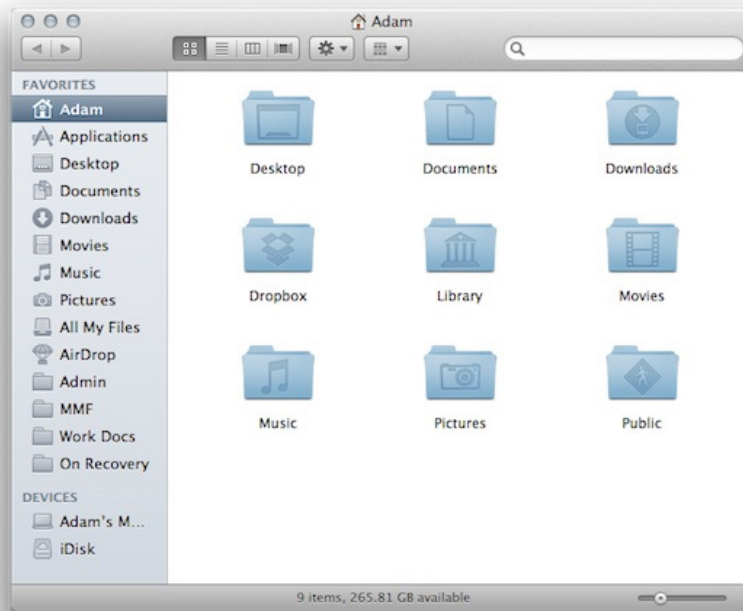 Adam
FAVORITES
Adam
Applications
Desktop
Documents
Downloads
Movies
Music
Pictures
All My Files
AirDrop
Admin
MMF
Work Docs
On Recovery
DEVICES
Adam's M...
iDisk
Desktop Documents Downloads
Dropbox Library Movies
Music Pictures Public
9 items, 265.81 GB available